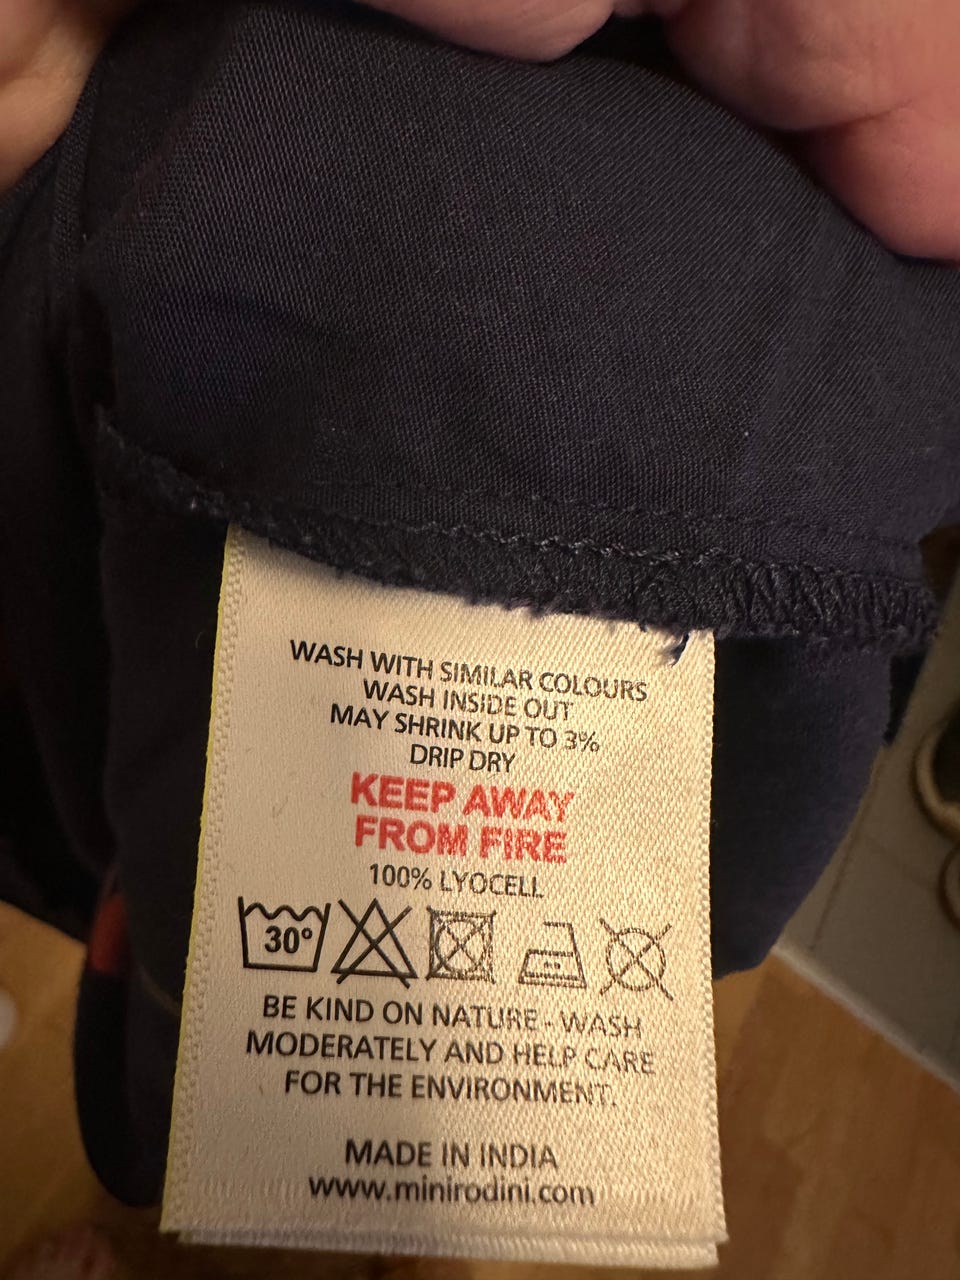 WASH WITH SIMILAR COLOURS
WASH INSIDE OUT
MAY SHRINK UP TO 3%
DRIP DRY
KEEP AWAY
FROM FIRE
100% LYOCELL
30°
BE KIND ON NATURE - WASH
MODERATELY AND HELP CARE
FOR THE ENVIRONMENT.
MADE IN INDIA
www.minirodini.com